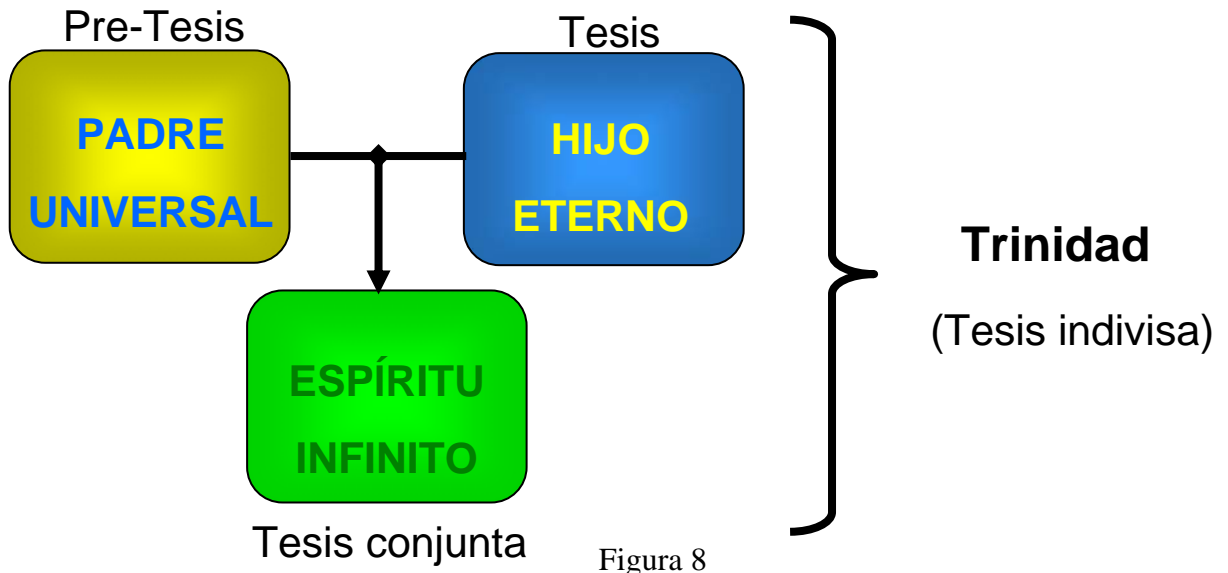 Pre-Tesis
Tesis
PADRE
UNIVERSAL
HIJO
ETERNO
Trinidad
(Tesis indivisa)
ESPÍRITU
INFINITO
Tesis conjunta
Figura 8